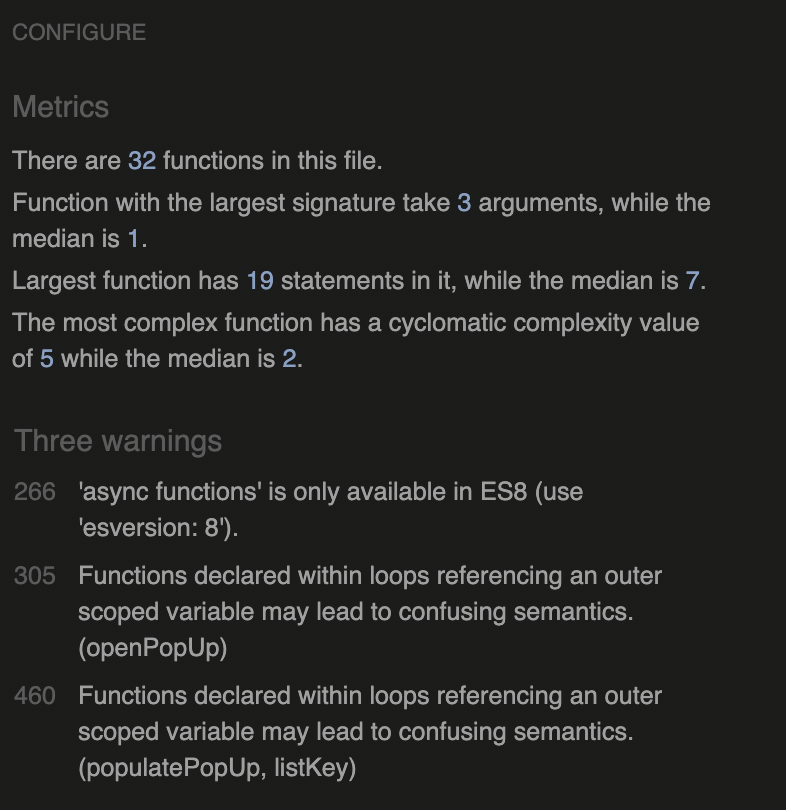 CONFIGURE
Metrics
There are 32 functions in this file.
Function with the largest signature take 3 arguments, while the
median is 1.
Largest function has 19 statements in it, while the median is 7.
The most complex function has a cyclomatic complexity value
of 5 while the median is 2.
Three warnings
266 'async functions' is only available in ES8 (use
'esversion: 8').
305 Functions declared within loops referencing an outer
scoped variable may lead to confusing semantics.
(openPopUp)
460 Functions declared within loops referencing an outer
scoped variable may lead to confusing semantics.
(populatePopUp, listKey)